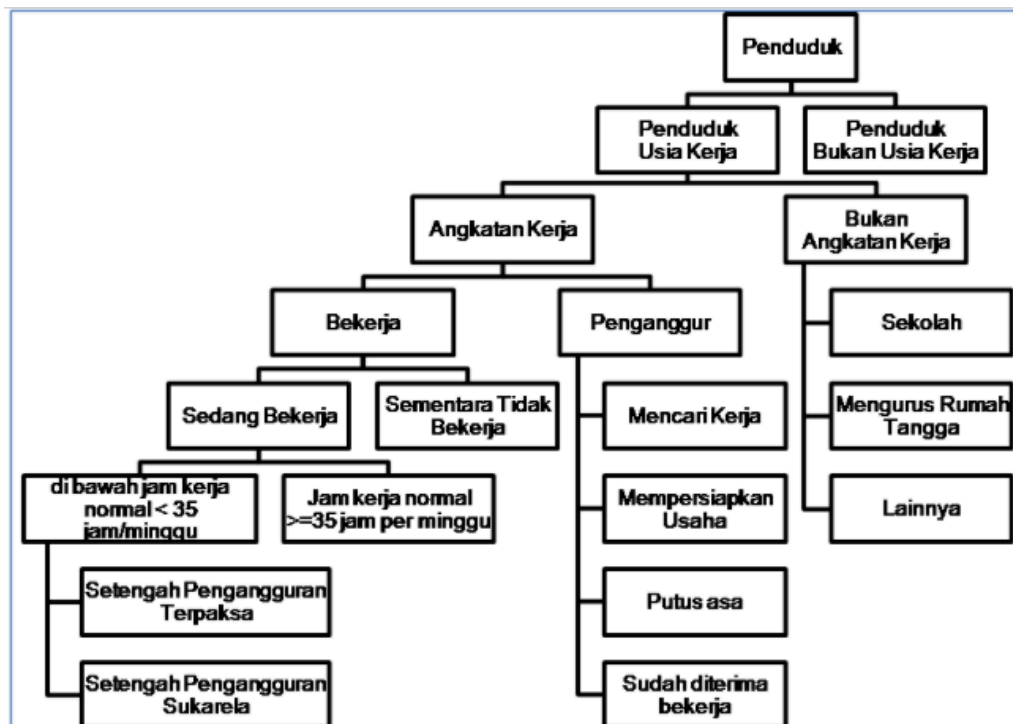 Penduduk
Penduduk
Usia Kerja
Penduduk
Bukan Usia Kerja
Angkatan Kerja
Bukan
Angkatan Kerja
Bekerja
Penganggur
Sekolah
Sedang Bekerja
Sementara Tidak
Bekerja
Mencari Kerja
Mengurus Rumah
Tangga
di bawah jam kerja
normal < 35
jam/minggu
Jam kerja normal
>=35 jam per minggu
Mempersiapkan
Usaha
Lainnya
Setengah Pengangguran
Terpaksa
Putus asa
Setengah Pengangguran
Sukarela
Sudah diterima
bekerja